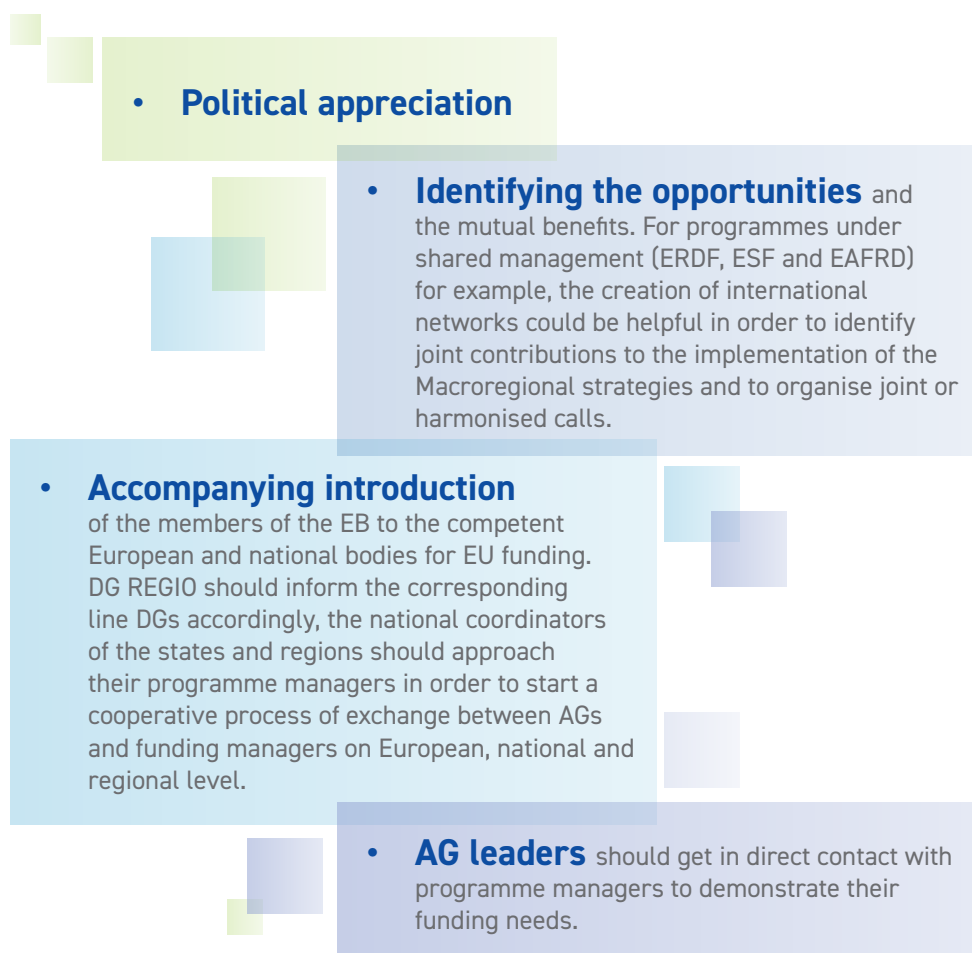 • Political appreciation
• Identifying the opportunities and
the mutual benefits. For programmes under
shared management (ERDF, ESF and EAFRD)
for example, the creation of international
networks could be helpful in order to identify
joint contributions to the implementation of the
Macroregional strategies and to organise joint or
harmonised calls.
• Accompanying introduction
of the members of the EB to the competent
European and national bodies for EU funding.
DG REGIO should inform the corresponding
line DGs accordingly, the national coordinators
of the states and regions should approach
their programme managers in order to start a
cooperative process of exchange between AGs
and funding managers on European, national and
regional level.
• AG leaders should get in direct contact with
programme managers to demonstrate their
funding needs.